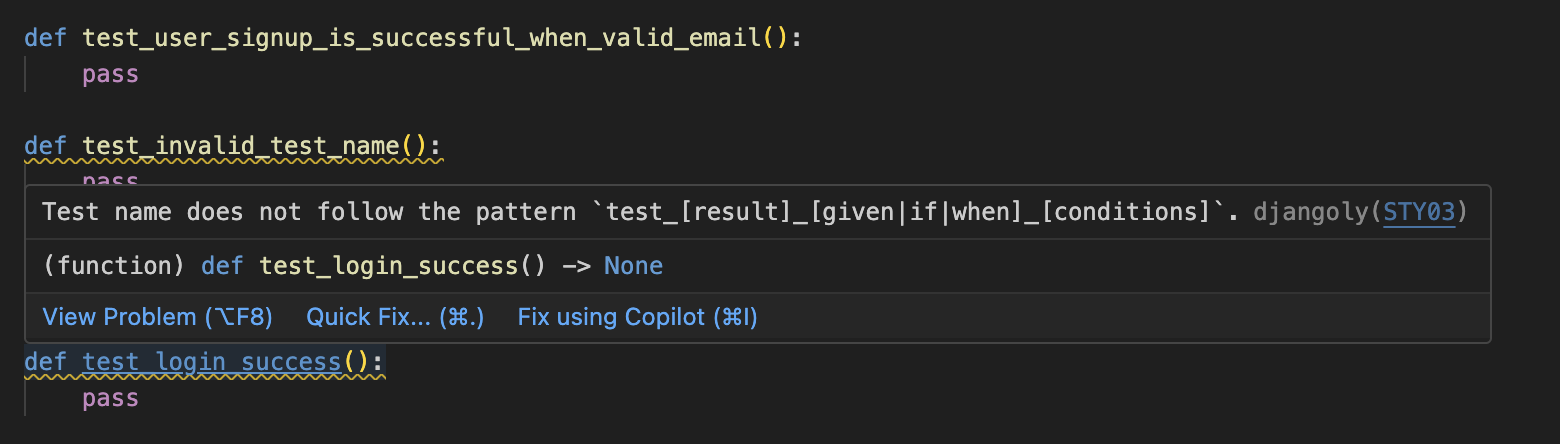 def test_user_signup_is_successful_when_valid_email():
pass
def test_invalid_test_name():
pass
Test name does not follow the pattern `test_[result]_[given|if|when]_[conditions]`. djangoly(STY03)
(function) def test_login_success() -> None
View Problem (⌥F8) Quick Fix... (⌘.) Fix using Copilot (⌘I)
def test_login_success():
pass